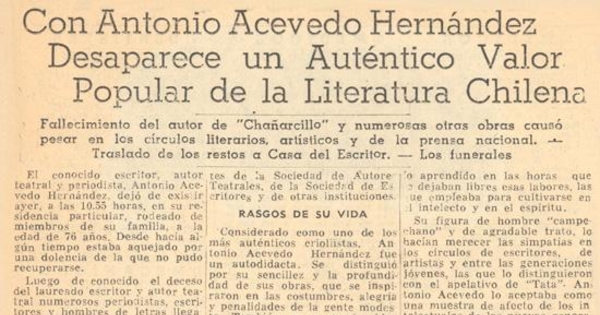 Con Antonio Acevedo Hernández
Desaparece un Auténtico Valor
Popular de la Literatura Chilena
Fallecimiento del autor de "Chañarcillo" y numerosas otras obras causó
pesar en los círculos literarios, artísticos y de la prensa nacional. —
Traslado de los restos a Casa del Escritor. — Los funerales
El conocido escritor, autor
teatral y periodista, Antonio Ace-
vedo Hernández, dejó de existir
ayer, a las 10.55 horas, en su re-
sidencia particular, rodeado de
miembros de su familia, a la
edad de 76 años. Desde hacía al-
gún tiempo estaba aquejado por
una dolencia de la que no pudo
recuperarse.
Luego de conocido el deceso
del laureado escritor y autor tea-
tral numerosos periodistas, escri-
tores y hombres de letras llega
tes de la Sociedad de Autore
Teatrales, de la Sociedad de Es
critores y de otras instituciones.
RASGOS DE SU VIDA
Considerado como uno de los
más auténticos criollistas, An-
tonio Acevedo Hernández fue
un autodidacta. Se distinguió
por su sencillez y la profundi-
dad de sus obras, que se inspi-
raron en las costumbres, alegría
y penalidades de la gente modes
lo aprendido en las horas que
le dejaban libres esas labores, las
que empleaba para cultivarse en
el intelecto y en el espíritu.
Su figura de hombre "campe-
chano" y de agradable trato, lo
hacían merecer las simpatías en
los círculos de escritores, de
artistas y entre las generaciones
jóvenes, las que lo distinguieron
con el apelativo de "Tata". An-
tonio Acevedo lo aceptaba como
una muestra de afecto de los in-